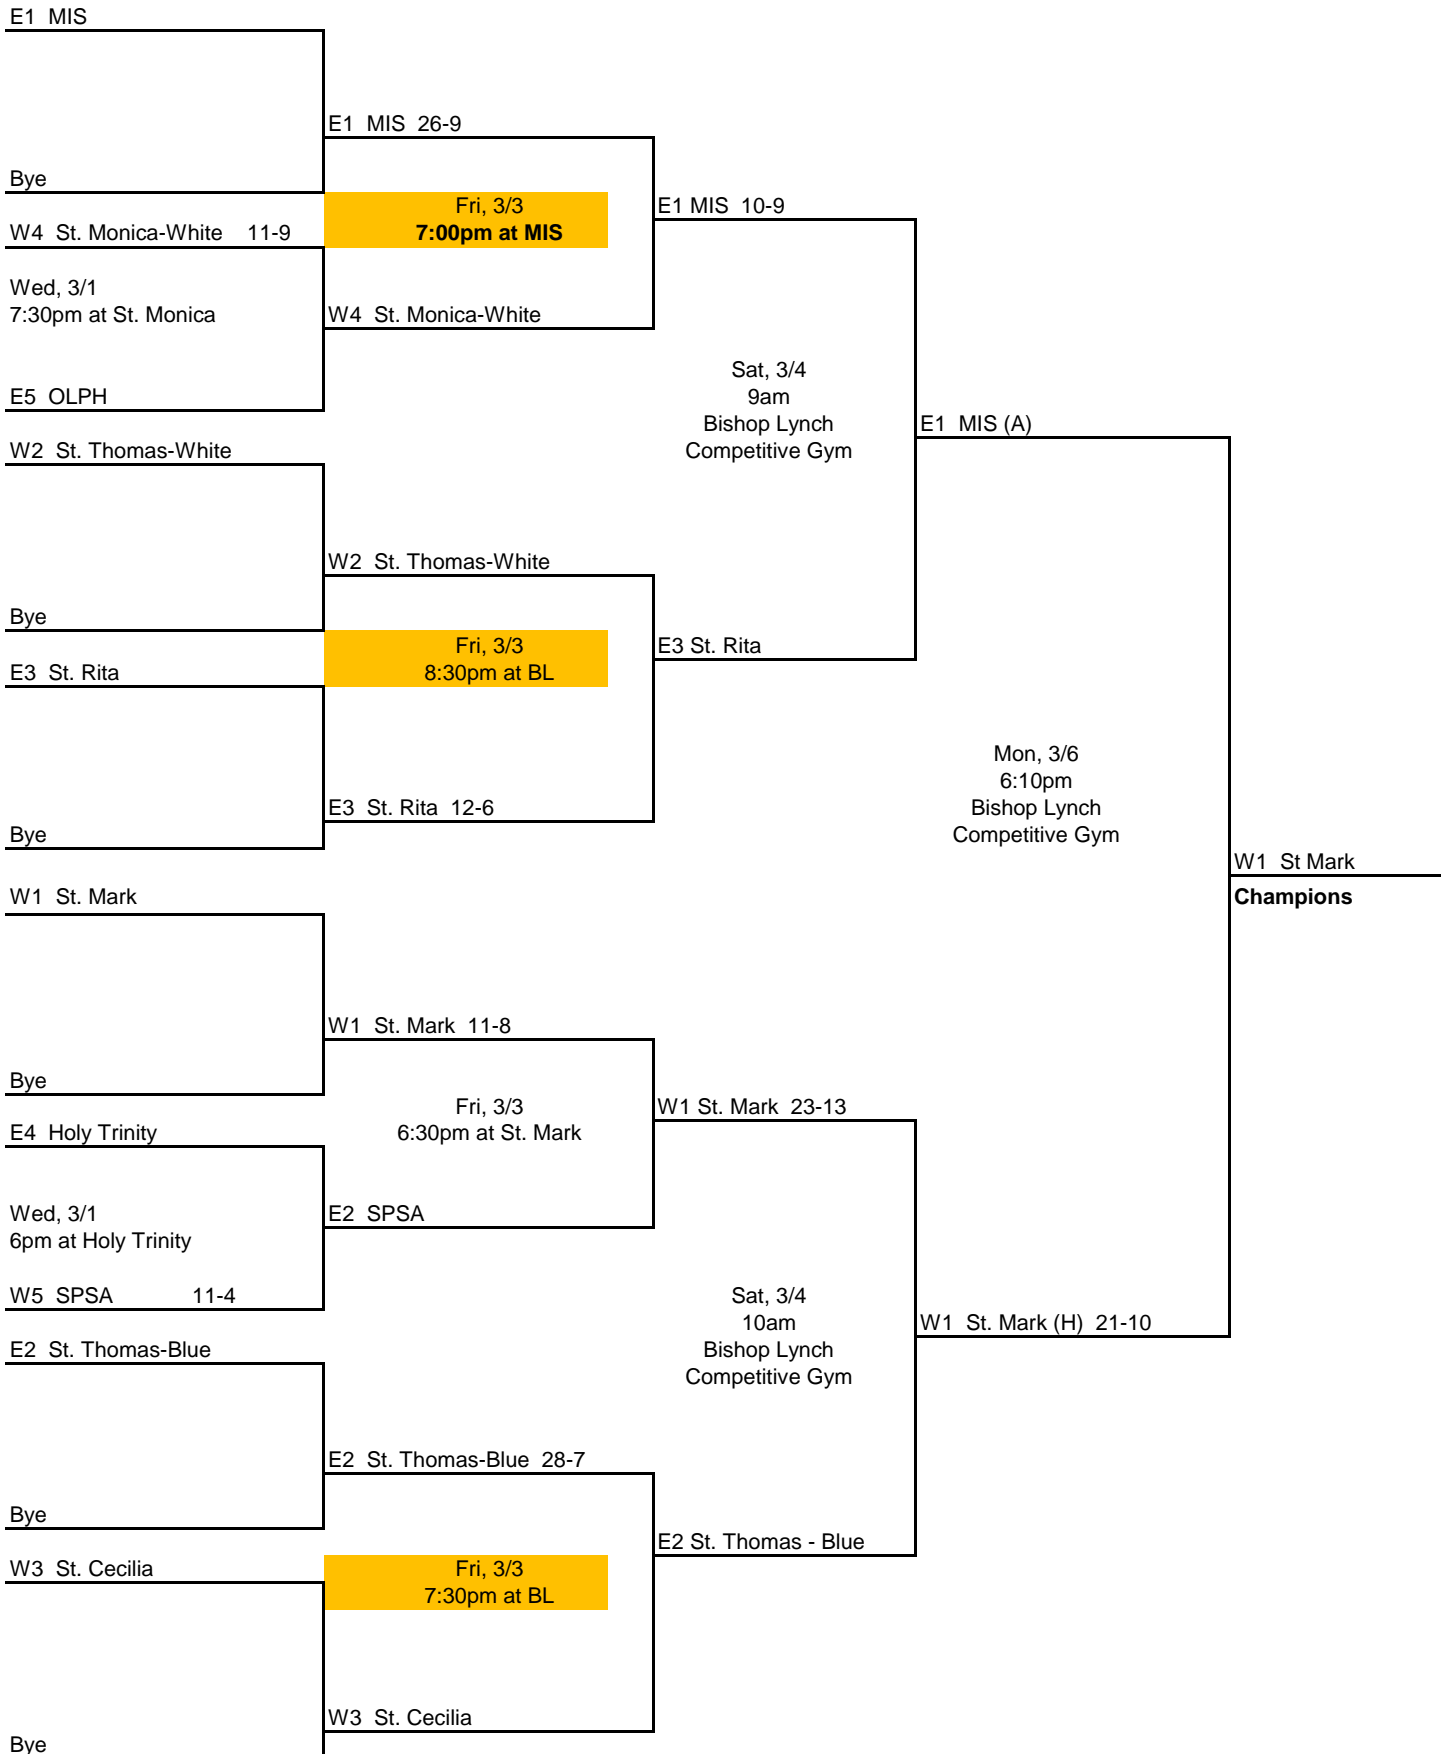 E1  MIS
E1  MIS  26-9
Bye
Fri, 3/3
E1 MIS  10-9
W4  St. Monica-White    11-9
7:00pm at MIS
Wed, 3/1
7:30pm at St. Monica
W4  St. Monica-White
Sat, 3/4
E5  OLPH
9am
Bishop Lynch
E1  MIS (A)
W2  St. Thomas-White
Competitive Gym
W2  St. Thomas-White
Bye
Fri, 3/3
E3 St. Rita
E3  St. Rita
8:30pm at BL
Mon, 3/6
6:10pm
E3  St. Rita  12-6
Bishop Lynch
Bye
Competitive Gym
W1  St Mark
W1  St. Mark
Champions
W1  St. Mark  11-8
Bye
Fri, 3/3
W1 St. Mark  23-13
E4  Holy Trinity
6:30pm at St. Mark
Wed, 3/1
E2  SPSA
6pm at Holy Trinity
W5  SPSA    11-4
Sat, 3/4
10am
W1  St. Mark (H)  21-10
E2  St. Thomas-Blue
Bishop Lynch
Competitive Gym
E2  St. Thomas-Blue  28-7
Bye
E2 St. Thomas - Blue
W3  St. Cecilia
Fri, 3/3
7:30pm at BL
W3  St. Cecilia
Bye